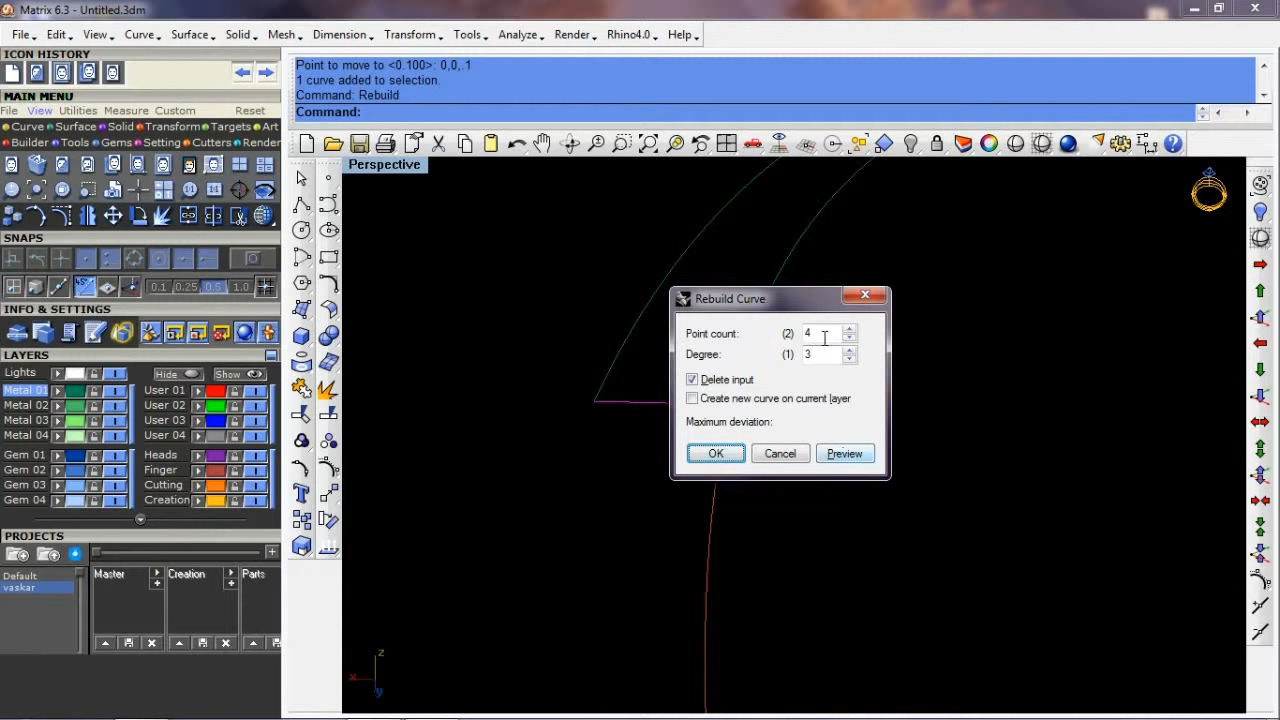 Matrix 6.3 - Untitled.3dm
File Edit View Curve Surface Solid Mesh Dimension Transform Tools Analyze Render Rhino4.0 Help
ICON HISTORY
Point to move to <0.100>: 0,0,.1
1 curve added to selection.
Command: Rebuild
Command:
MAIN MENU
File View Utilities Measure Custom Reset
Curve Surface Solid Transform Targets Art
Builder Tools Gems Setting Cutters Render
Perspective
SNAPS
0.1 0.25 0.5 1.0
INFO & SETTINGS
LAYERS
Lights Hide Show
Metal 01 User 01
Metal 02 User 02
Metal 03 User 03
Metal 04 User 04
Gem 01 Heads
Gem 02 Finger
Gem 03 Cutting
Gem 04 Creation
PROJECTS
Default
vaskar
Master Creation Parts
Rebuild Curve
Point count: (2) 4
Degree: (1) 3
Delete input
Create new curve on current layer
Maximum deviation:
OK Cancel Preview
z
x
y